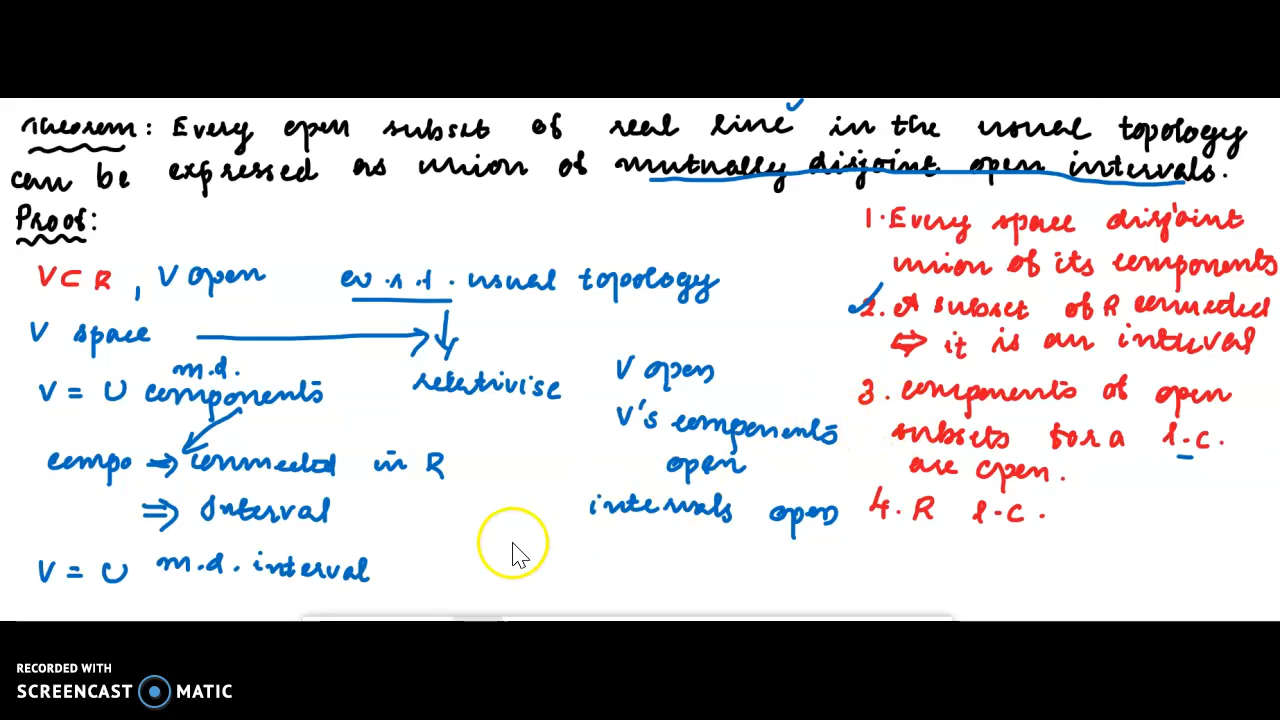 Theorem: Every open subset of real line in the usual topology
can be expressed as union of mutually disjoint open intervals.
Proof:
V ⊂ R, V open w.r.t. usual topology
V space → relativise
m.d.
V = ∪ components
compo ⇒ connected in R
⇒ Interval
V = ∪ m.d. interval
V open
V's components
open
intervals open
1. Every space disjoint
union of its components
2. A subset of R connected
⇔ it is an interval
3. components of open
subsets for a l.c.
are open.
4. R l.c.
RECORDED WITH
SCREENCAST MATIC